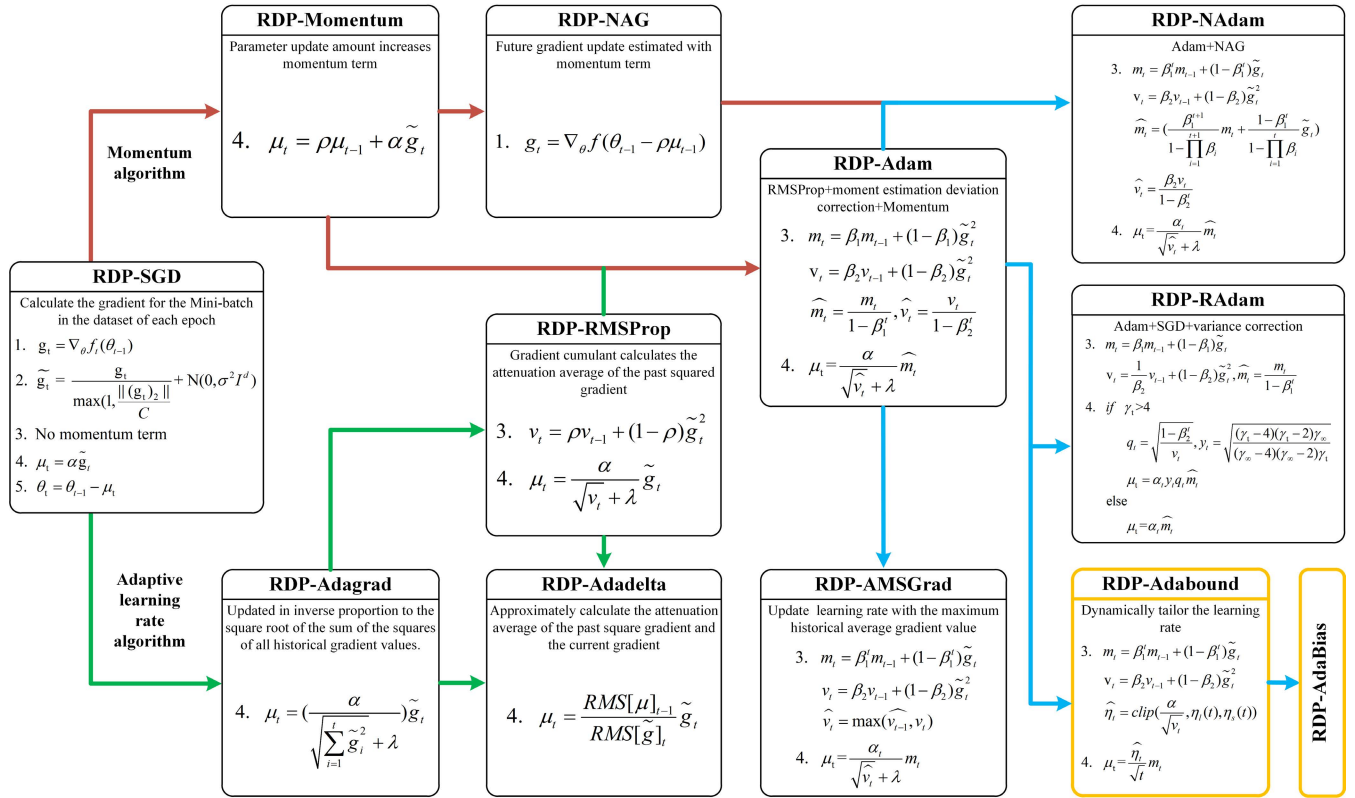 RDP-Momentum
Parameter update amount increases
momentum term
4. μ_t = ρμ_{t-1} + αg̃_t
RDP-NAG
Future gradient update estimated with
momentum term
1. g_t = ∇_θ f(θ_{t-1} − ρμ_{t-1})
RDP-NAdam
Adam+NAG
3. m_t = β_1^t m_{t-1} + (1−β_1^t)g̃_t
v_t = β_2 v_{t-1} + (1−β_2)g̃_t^2
m̂_t = (β_1^{t+1} / (1−∏_{i=1}^{t+1} β_i) m_t + (1−β_1^t) / (1−∏_{i=1}^{t} β_i) g̃_t)
v̂_t = β_2 v_t / (1−β_2^t)
4. μ_t = α_t / (√v̂_t + λ) m̂_t
Momentum
algorithm
RDP-Adam
RMSProp+moment estimation deviation
correction+Momentum
3. m_t = β_1 m_{t-1} + (1−β_1)g̃_t^2
v_t = β_2 v_{t-1} + (1−β_2)g̃_t^2
m̂_t = m_t / (1−β_1^t), v̂_t = v_t / (1−β_2^t)
4. μ_t = α / (√v̂_t + λ) m̂_t
RDP-SGD
Calculate the gradient for the Mini-batch
in the dataset of each epoch
1. g_t = ∇_θ f_t(θ_{t-1})
2. g̃_t = g_t / max(1, ||(g_t)_2|| / C) + N(0,σ^2 I^d)
3. No momentum term
4. μ_t = αg̃_t
5. θ_t = θ_{t-1} − μ_t
RDP-RMSProp
Gradient cumulant calculates the
attenuation average of the past squared
gradient
3. v_t = ρv_{t-1} + (1−ρ)g̃_t^2
4. μ_t = α / (√v_t + λ) g̃_t
RDP-RAdam
Adam+SGD+variance correction
3. m_t = β_1 m_{t-1} + (1−β_1)g̃_t
v_t = 1/β_2 v_{t-1} + (1−β_2)g̃_t^2, m̂_t = m_t / (1−β_1^t)
4. if γ_t>4
q_t = √((1−β_2^t) / v_t), y_t = √((γ_t−4)(γ_t−2)γ_∞ / (γ_∞−4)(γ_∞−2)γ_t)
μ_t = α_t y_t q_t m̂_t
else
μ_t = α_t m̂_t
Adaptive
learning
rate
algorithm
RDP-Adagrad
Updated in inverse proportion to the
square root of the sum of the squares
of all historical gradient values.
4. μ_t = (α / √(∑_{i=1}^{t} g̃_i^2 + λ))g̃_t
RDP-Adadelta
Approximately calculate the attenuation
average of the past square gradient and
the current gradient
4. μ_t = RMS[μ]_{t-1} / RMS[g̃]_t g̃_t
RDP-AMSGrad
Update learning rate with the maximum
historical average gradient value
3. m_t = β_1^t m_{t-1} + (1−β_1^t)g̃_t
v_t = β_2 v_{t-1} + (1−β_2)g̃_t^2
v̂_t = max(v̂_{t-1}, v_t)
4. μ_t = α_t / (√v̂_t + λ) m_t
RDP-Adabound
Dynamically tailor the learning
rate
3. m_t = β_1^t m_{t-1} + (1−β_1^t)g̃_t
v_t = β_2 v_{t-1} + (1−β_2)g̃_t^2
η̂_t = clip(α / √v_t, η_l(t), η_s(t))
4. μ_t = η̂_t / √t m_t
RDP-AdaBias